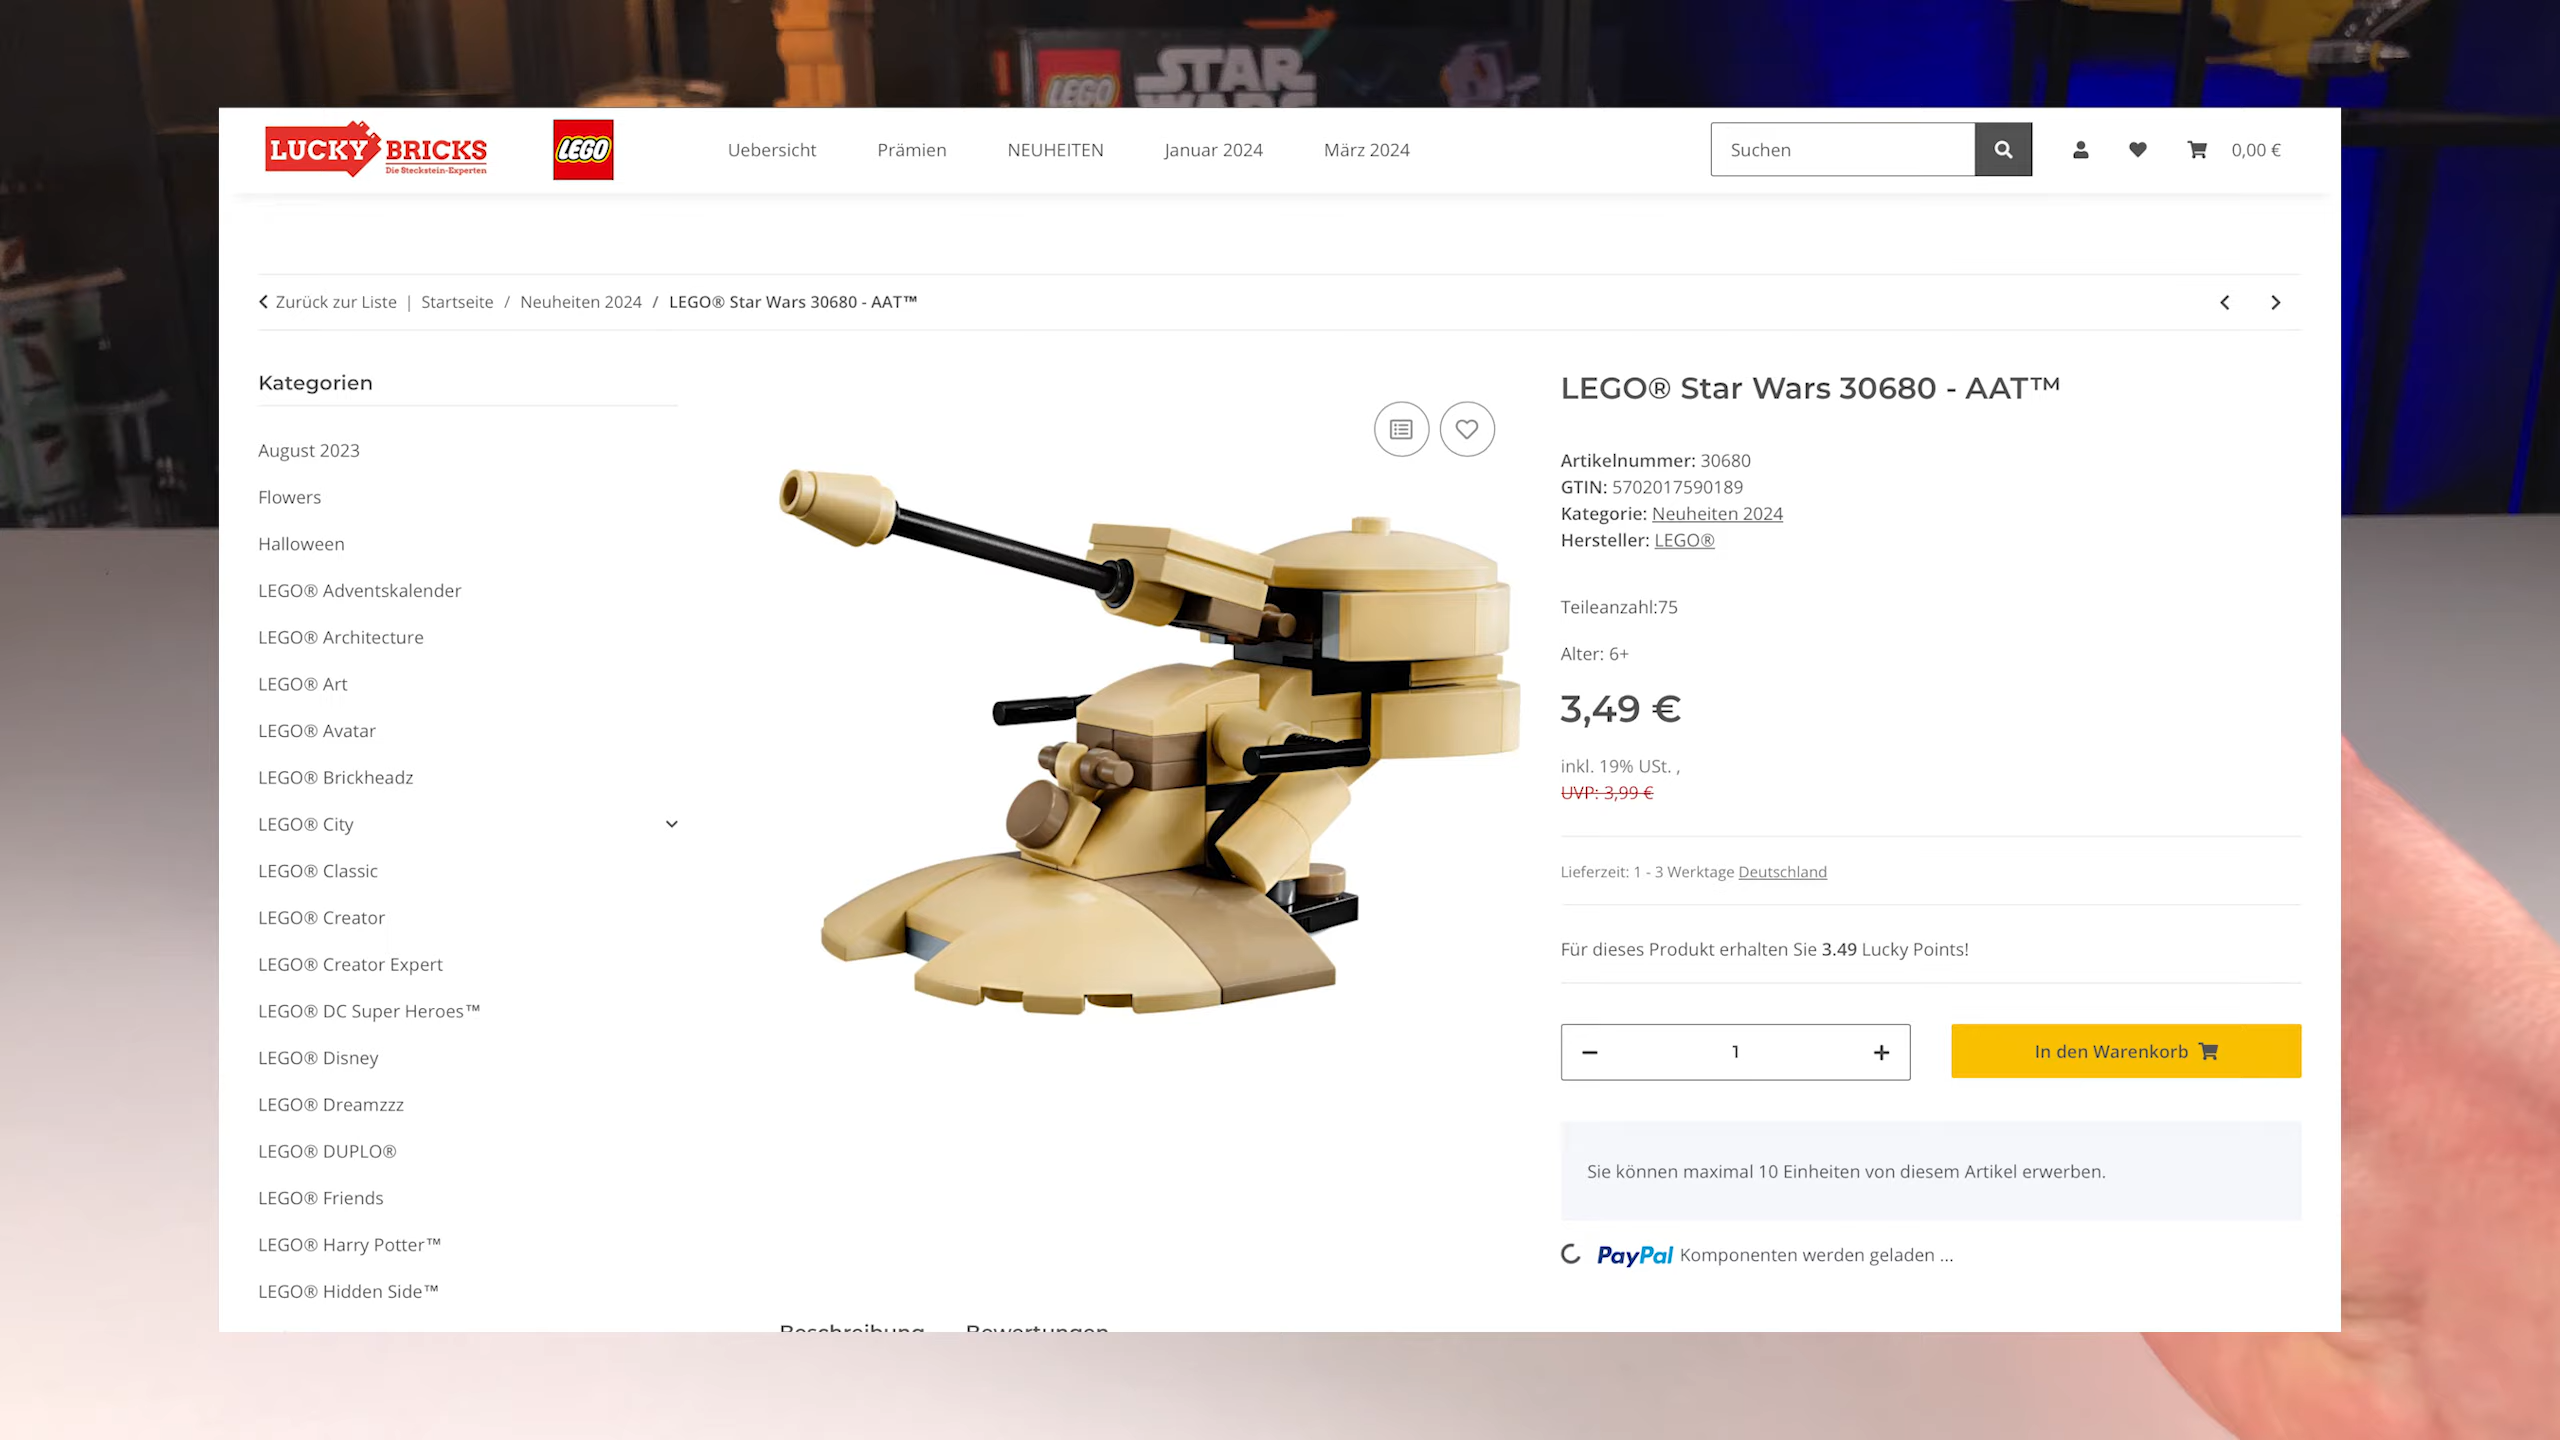 LEGO
STAR
WARS
LUCKY BRICKS
Die Steckstein-Experten
LEGO
Uebersicht
Prämien
NEUHEITEN
Januar 2024
März 2024
Suchen
0,00 €
Zurück zur Liste | Startseite / Neuheiten 2024 / LEGO® Star Wars 30680 - AAT™
Kategorien
August 2023
Flowers
Halloween
LEGO® Adventskalender
LEGO® Architecture
LEGO® Art
LEGO® Avatar
LEGO® Brickheadz
LEGO® City
LEGO® Classic
LEGO® Creator
LEGO® Creator Expert
LEGO® DC Super Heroes™
LEGO® Disney
LEGO® Dreamzzz
LEGO® DUPLO®
LEGO® Friends
LEGO® Harry Potter™
LEGO® Hidden Side™
LEGO® Star Wars 30680 - AAT™
Artikelnummer: 30680
GTIN: 5702017590189
Kategorie: Neuheiten 2024
Hersteller: LEGO®
Teileanzahl:75
Alter: 6+
3,49 €
inkl. 19% USt. ,
UVP: 3,99 €
Lieferzeit: 1 - 3 Werktage Deutschland
Für dieses Produkt erhalten Sie 3.49 Lucky Points!
1
In den Warenkorb
Sie können maximal 10 Einheiten von diesem Artikel erwerben.
PayPal Komponenten werden geladen ...
Beschreibung
Bewertungen